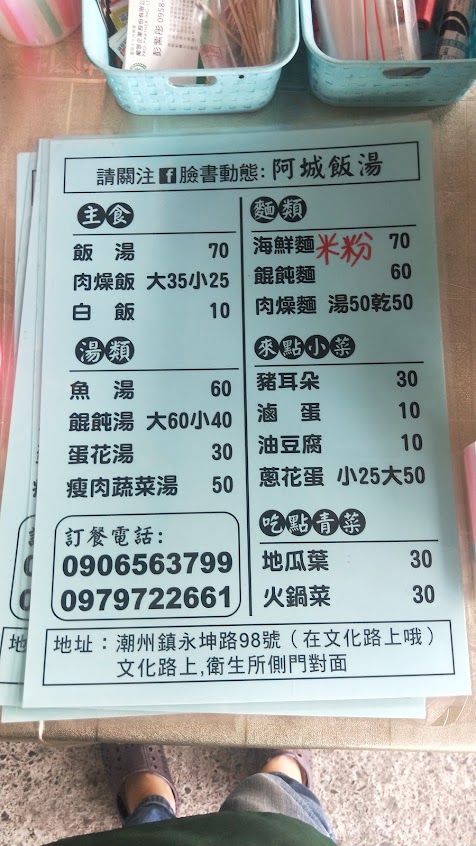 彭紫彤 0958
請關注 f 臉書動態: 阿城飯湯
主食
飯 湯 70
肉燥飯 大35小25
白 飯 10
湯類
魚 湯 60
餛飩湯 大60小40
蛋花湯 30
瘦肉蔬菜湯 50
訂餐電話:
0906563799
0979722661
麵類
海鮮麵 米粉 70
餛飩麵 60
肉燥麵 湯50乾50
來點小菜
豬耳朵 30
滷 蛋 10
油豆腐 10
蔥花蛋 小25大50
吃點青菜
地瓜葉 30
火鍋菜 30
地址：潮州鎮永坤路98號（在文化路上哦）
文化路上,衛生所側門對面